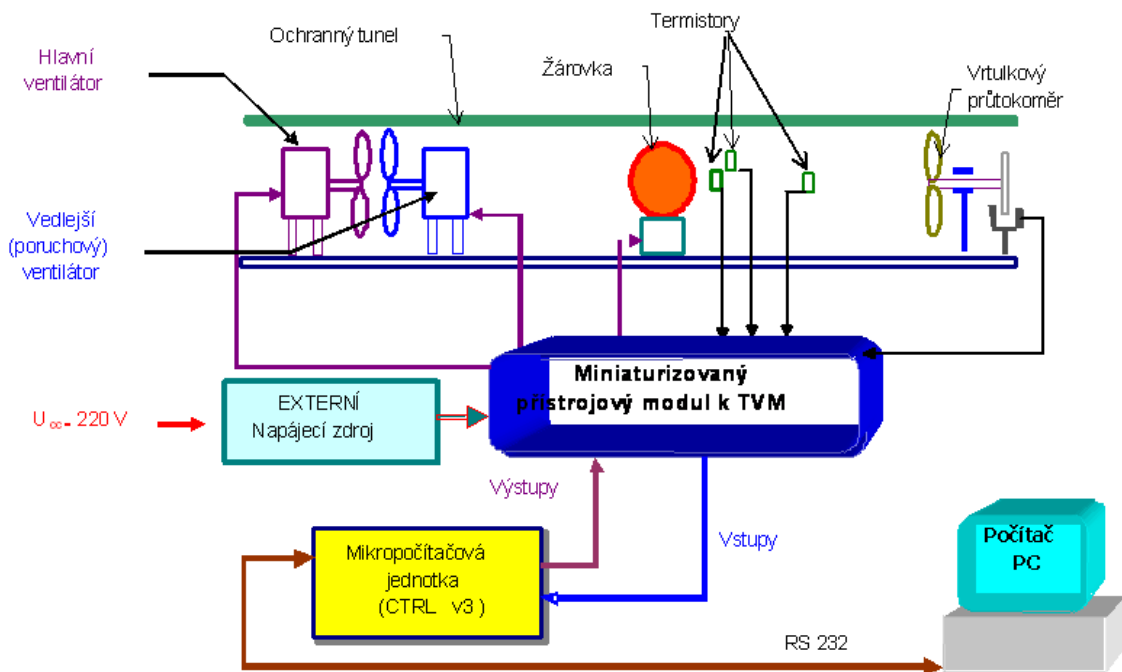 Hlavní
ventilátor
Ochranný tunel
Žárovka
Termistory
Vrtulkový
průtokoměr
Vedlejší
(poruchový)
ventilátor
Miniaturizovaný
přístrojový modul k TVM
U∞= 220 V
EXTERNÍ
Napájecí zdroj
Výstupy
Vstupy
Mikropočítačová
jednotka
(CTRL v3 )
Počítač
PC
RS 232